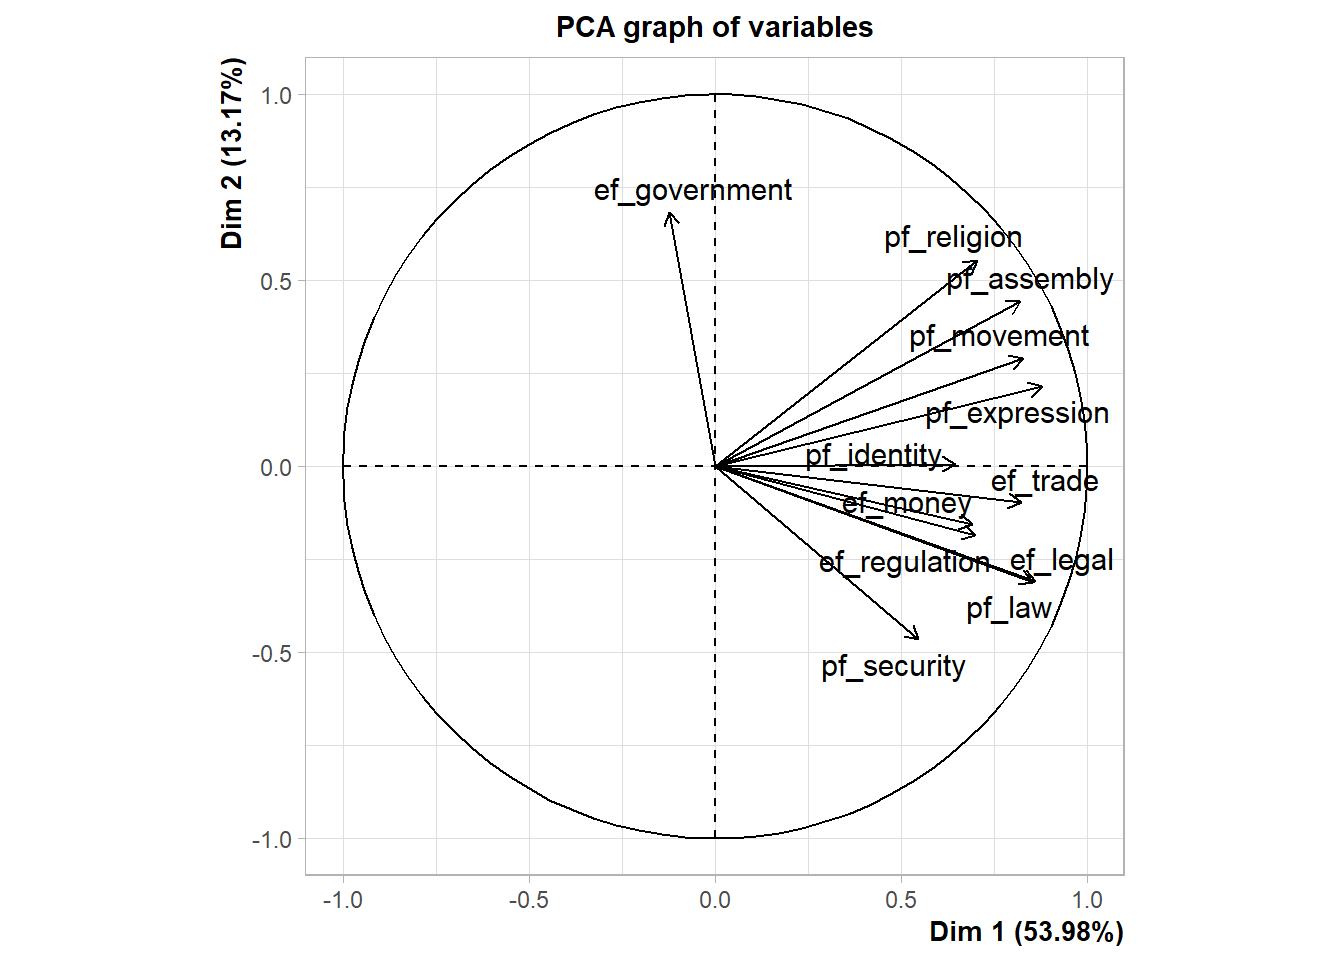 PCA graph of variables
Dim 2 (13.17%)
1.0
0.5
0.0
-0.5
-1.0
ef_government
pf_religion
pf_assembly
pf_movement
pf_expression
pf_identity
ef_trade
ef_money
ef_regulation
ef_legal
pf_law
pf_security
-1.0
-0.5
0.0
0.5
1.0
Dim 1 (53.98%)